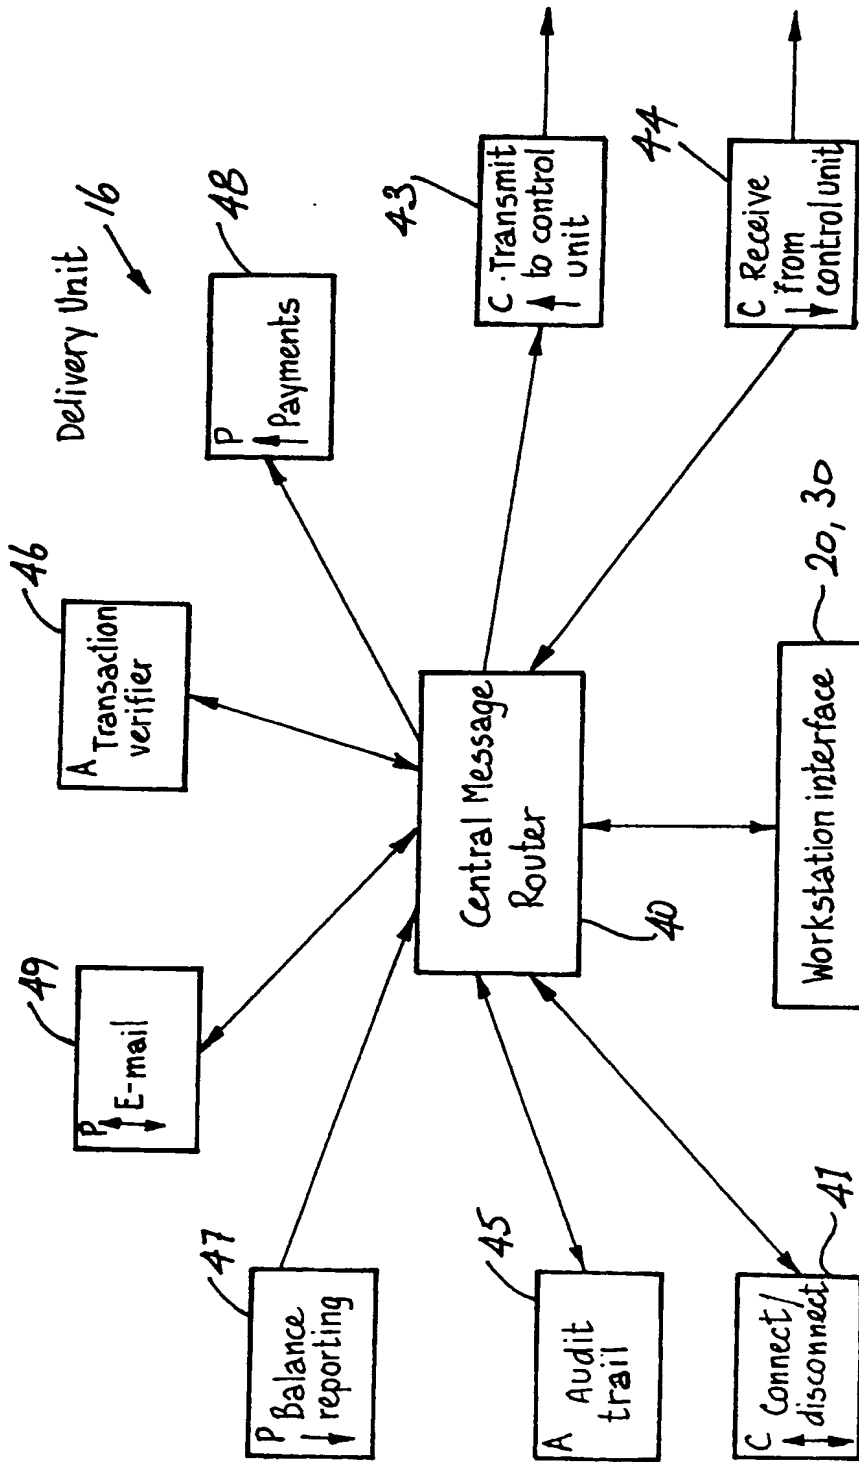 Delivery Unit
16
49
P
E-mail
46
A Transaction
verifier
48
P
Payments
47
P Balance
reporting
Central Message
Router
40
43
C . Transmit
to control
unit
45
A Audit
trail
44
C Receive
from
control unit
41
C Connect/
disconnect
20, 30
Workstation interface